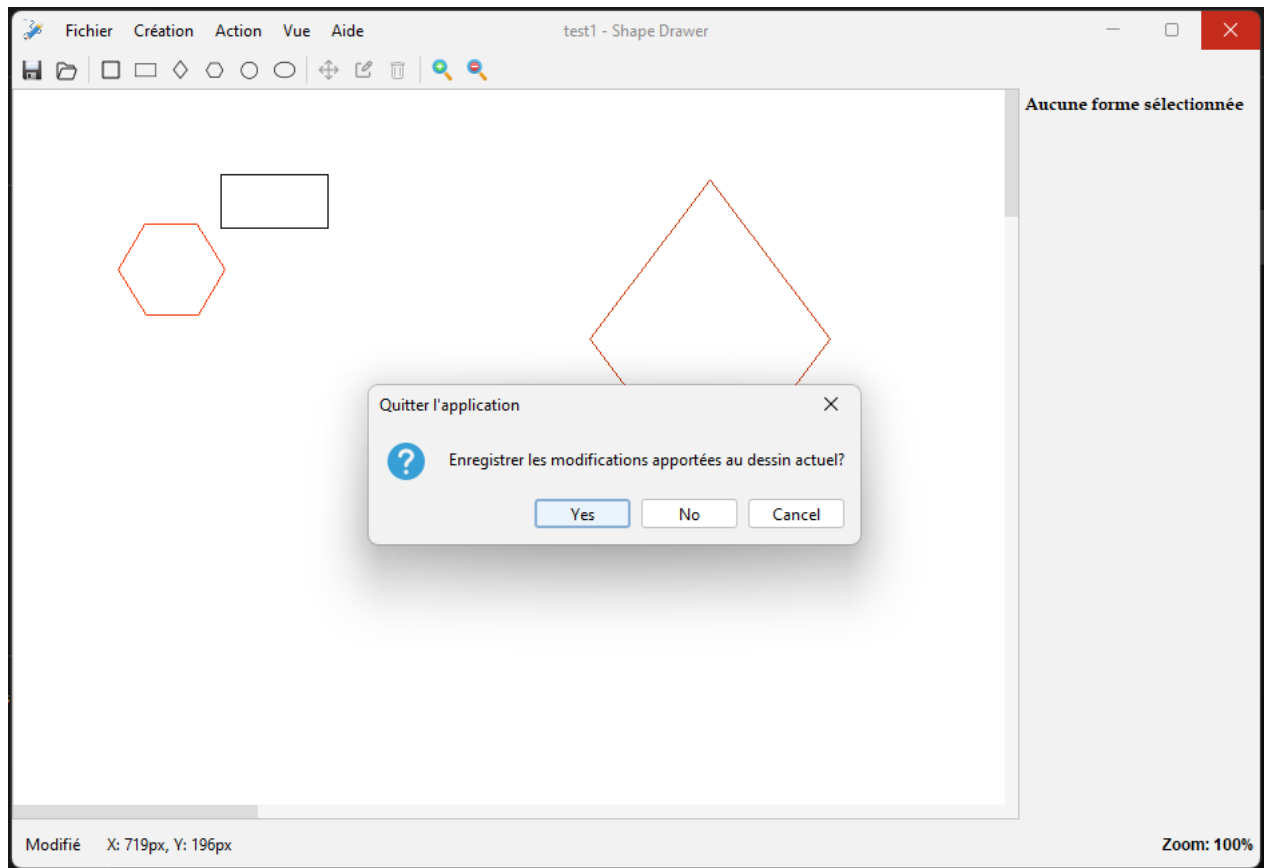 Fichier Création Action Vue Aide test1 - Shape Drawer
Aucune forme sélectionnée
Quitter l'application
Enregistrer les modifications apportées au dessin actuel?
Yes No Cancel
Modifié X: 719px, Y: 196px Zoom: 100%